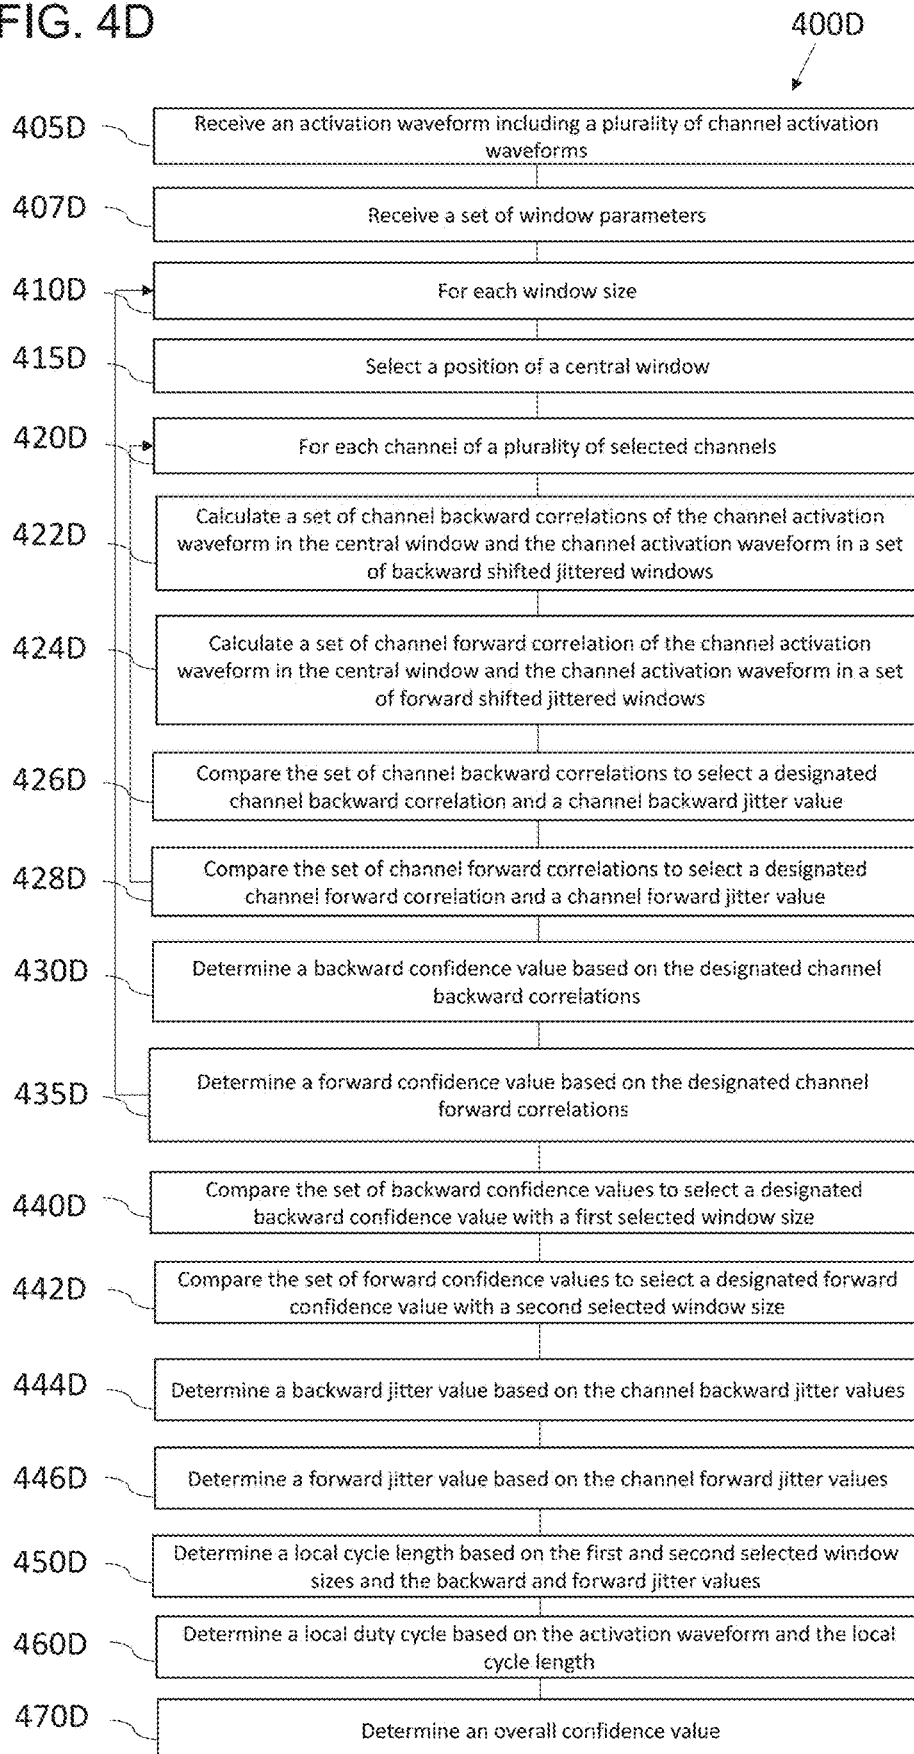 FIG. 4D
400D
405D
Receive an activation waveform including a plurality of channel activation
waveforms
407D
Receive a set of window parameters
410D
For each window size
415D
Select a position of a central window
420D
For each channel of a plurality of selected channels
422D
Calculate a set of channel backward correlations of the channel activation
waveform in the central window and the channel activation waveform in a set
of backward shifted jittered windows
424D
Calculate a set of channel forward correlation of the channel activation
waveform in the central window and the channel activation waveform in a set
of forward shifted jittered windows
426D
Compare the set of channel backward correlations to select a designated
channel backward correlation and a channel backward jitter value
428D
Compare the set of channel forward correlations to select a designated
channel forward correlation and a channel forward jitter value
430D
Determine a backward confidence value based on the designated channel
backward correlations
435D
Determine a forward confidence value based on the designated channel
forward correlations
440D
Compare the set of backward confidence values to select a designated
backward confidence value with a first selected window size
442D
Compare the set of forward confidence values to select a designated forward
confidence value with a second selected window size
444D
Determine a backward jitter value based on the channel backward jitter values
446D
Determine a forward jitter value based on the channel forward jitter values
450D
Determine a local cycle length based on the first and second selected window
sizes and the backward and forward jitter values
460D
Determine a local duty cycle based on the activation waveform and the local
cycle length
470D
Determine an overall confidence value